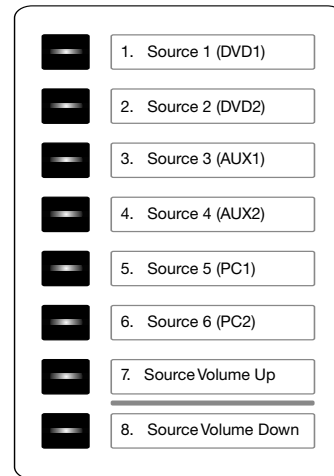 1. Source 1 (DVD1)
2. Source 2 (DVD2)
3. Source 3 (AUX1)
4. Source 4 (AUX2)
5. Source 5 (PC1)
6. Source 6 (PC2)
7. Source Volume Up
8. Source Volume Down